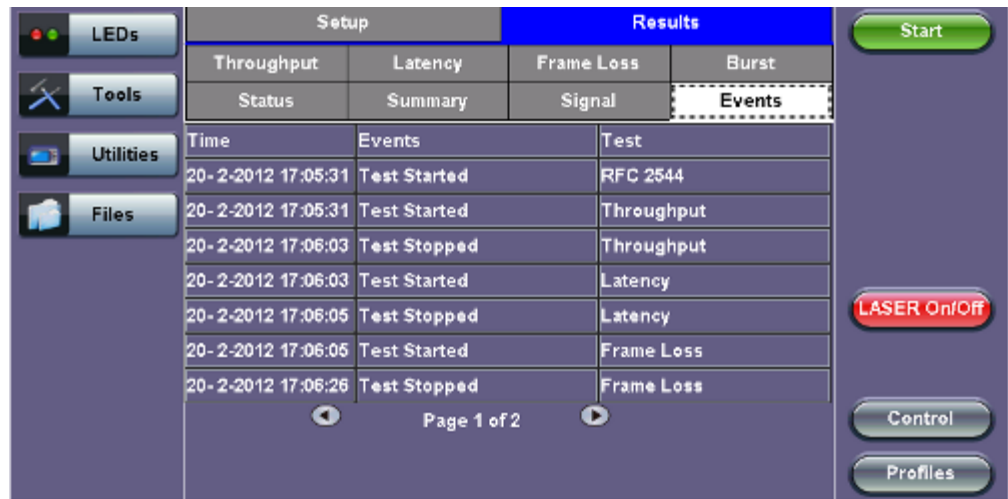 LEDs
Tools
Utilities
Files
Setup Results
Throughput Latency Frame Loss Burst
Status Summary Signal Events
Time Events Test
20- 2-2012 17:05:31 Test Started RFC 2544
20- 2-2012 17:05:31 Test Started Throughput
20- 2-2012 17:06:03 Test Stopped Throughput
20- 2-2012 17:06:03 Test Started Latency
20- 2-2012 17:06:05 Test Stopped Latency
20- 2-2012 17:06:05 Test Started Frame Loss
20- 2-2012 17:06:26 Test Stopped Frame Loss
Page 1 of 2
Start
LASER On/Off
Control
Profiles